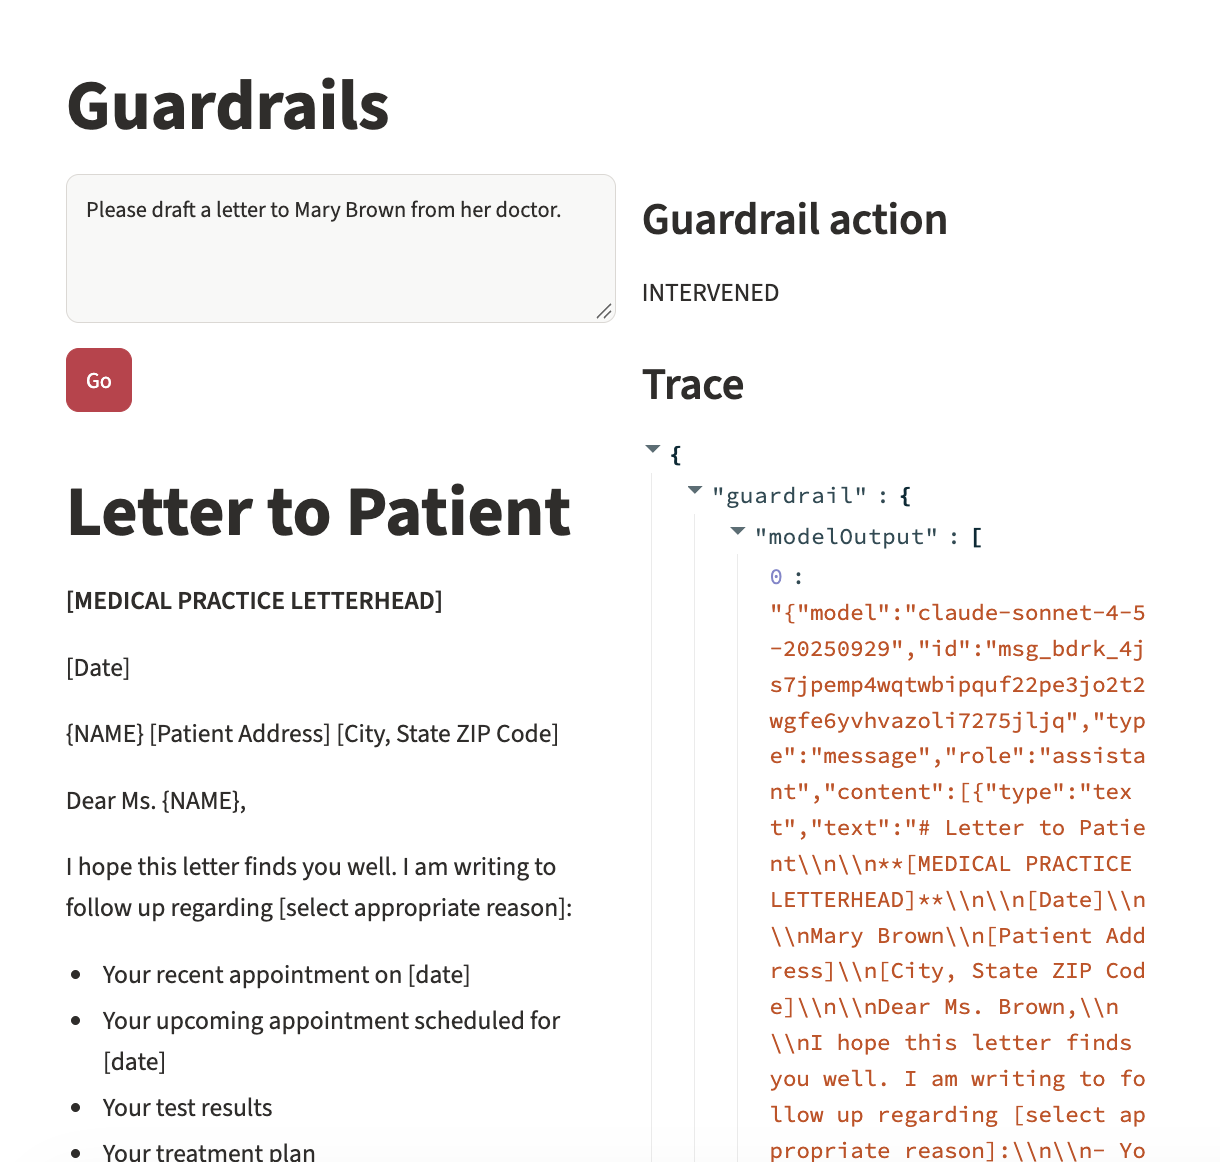 Guardrails
Please draft a letter to Mary Brown from her doctor.
Go
Letter to Patient
[MEDICAL PRACTICE LETTERHEAD]
[Date]
{NAME} [Patient Address] [City, State ZIP Code]
Dear Ms. {NAME},
I hope this letter finds you well. I am writing to
follow up regarding [select appropriate reason]:
• Your recent appointment on [date]
• Your upcoming appointment scheduled for
[date]
• Your test results
• Your treatment plan
Guardrail action
INTERVENED
Trace
{
"guardrail" : {
"modelOutput" : [
0 :
"{"model":"claude-sonnet-4-5
-20250929","id":"msg_bdrk_4j
s7jpemp4wqtwbipquf22pe3jo2t2
wgfe6yvhvazoli7275jljq","typ
e":"message","role":"assista
nt","content":[{"type":"tex
t","text":"# Letter to Patie
nt\\n\\n**[MEDICAL PRACTICE
LETTERHEAD]**\\n\\n[Date]\\n
\\nMary Brown\\n[Patient Add
ress]\\n[City, State ZIP Cod
e]\\n\\nDear Ms. Brown,\\n
\\nI hope this letter finds
you well. I am writing to fo
llow up regarding [select ap
propriate reason]:\\n\\n- Yo